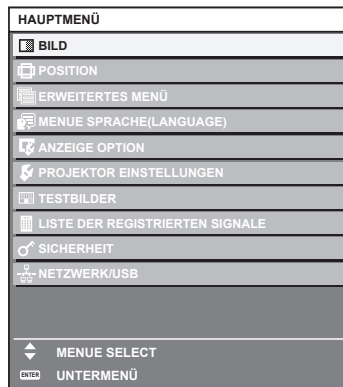 HAUPTMENÜ
BILD
POSITION
ERWEITERTES MENÜ
MENUE SPRACHE(LANGUAGE)
ANZEIGE OPTION
PROJEKTOR EINSTELLUNGEN
TESTBILDER
LISTE DER REGISTRIERTEN SIGNALE
SICHERHEIT
NETZWERK/USB
MENUE SELECT
ENTER UNTERMENÜ